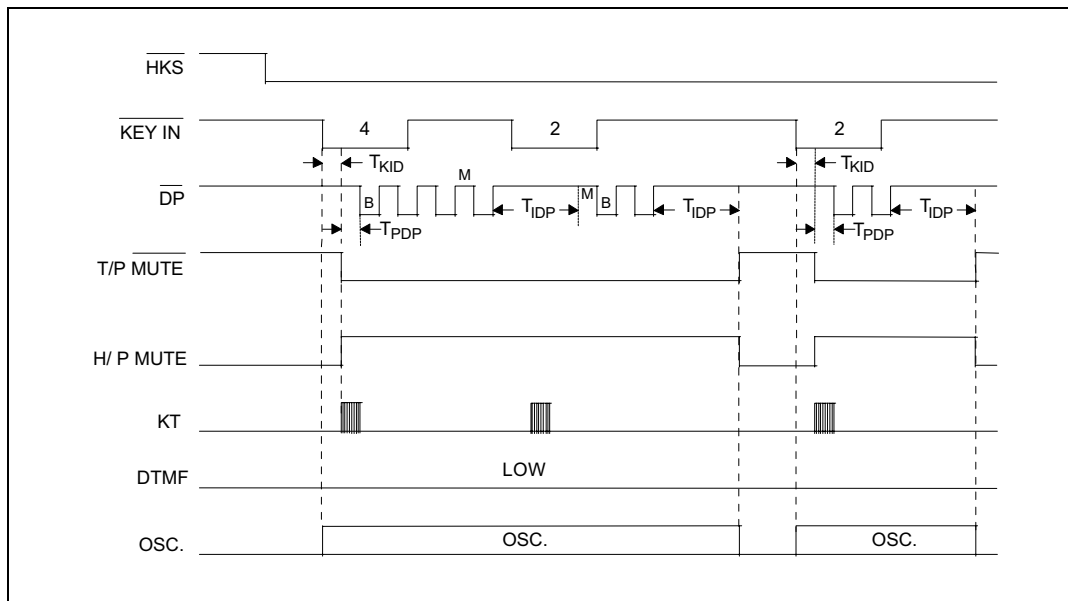 HKS
KEY IN 4 2 2
TKID TKID
DP B M M B
TIDP TIDP TIDP
TPDP TPDP
T/P MUTE
H/ P MUTE
KT
DTMF LOW
OSC. OSC. OSC.